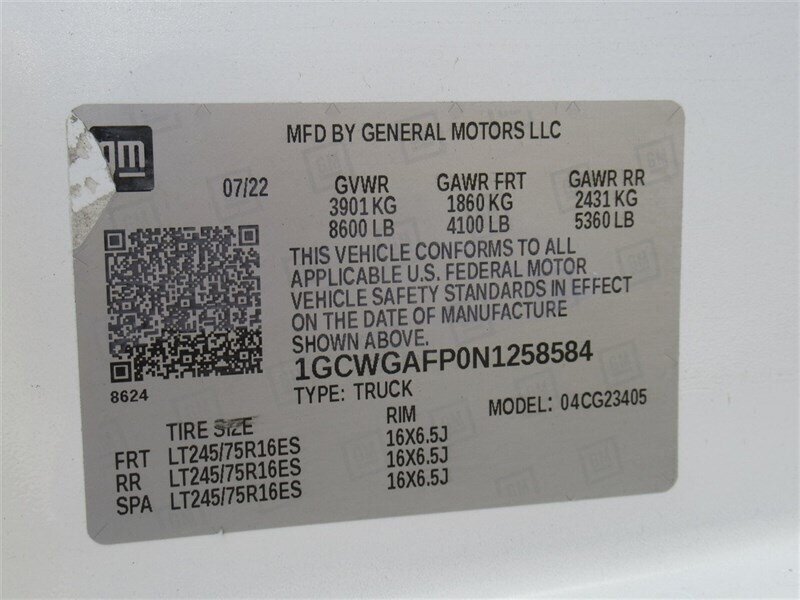 gm
MFD BY GENERAL MOTORS LLC
07/22 GVWR GAWR FRT GAWR RR
3901 KG 1860 KG 2431 KG
8600 LB 4100 LB 5360 LB
THIS VEHICLE CONFORMS TO ALL
APPLICABLE U.S. FEDERAL MOTOR
VEHICLE SAFETY STANDARDS IN EFFECT
ON THE DATE OF MANUFACTURE
SHOWN ABOVE.
1GCWGAFP0N1258584
8624
TYPE: TRUCK MODEL: 04CG23405
TIRE SIZE RIM
FRT LT245/75R16ES 16X6.5J
RR LT245/75R16ES 16X6.5J
SPA LT245/75R16ES 16X6.5J